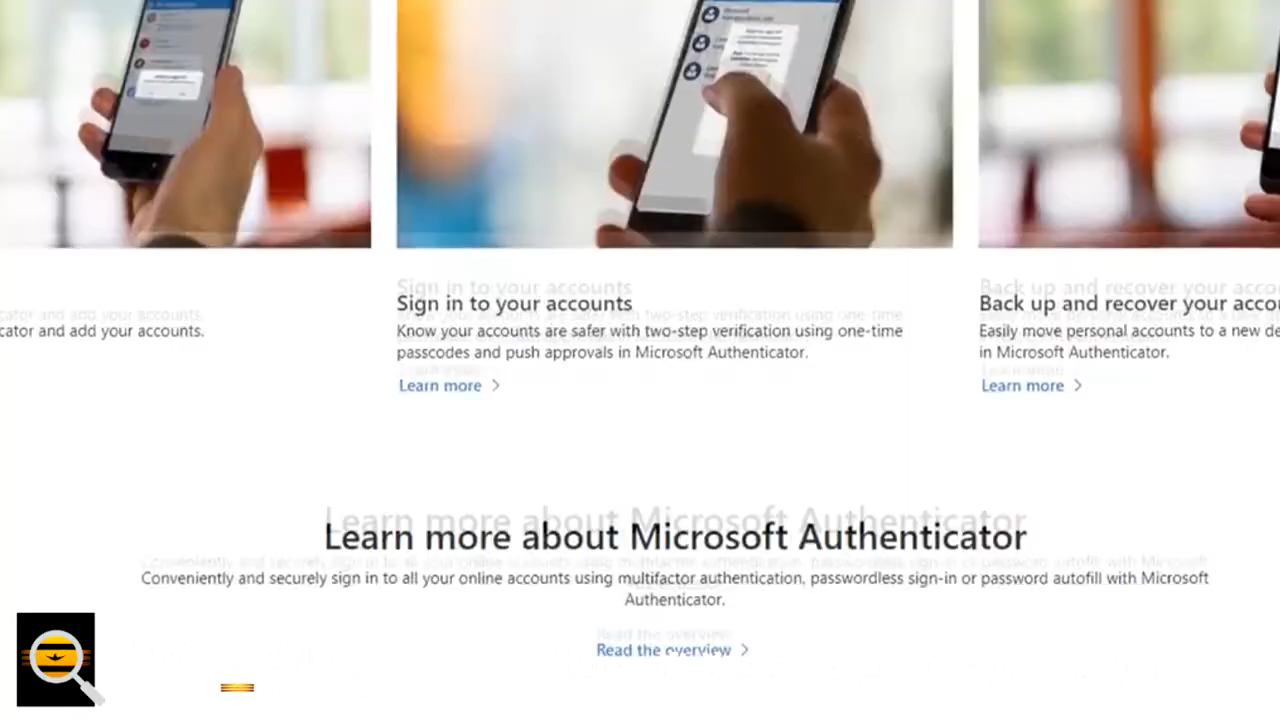 Sign in to your accounts
Back up and recover your acco
cator and add your accounts.
Know your accounts are safer with two-step verification using one-time
passcodes and push approvals in Microsoft Authenticator.
Easily move personal accounts to a new de
in Microsoft Authenticator.
Learn more
Learn more
Learn more about Microsoft Authenticator
Conveniently and securely sign in to all your online accounts using multifactor authentication, passwordless sign-in or password autofill with Microsoft
Authenticator.
Read the overview